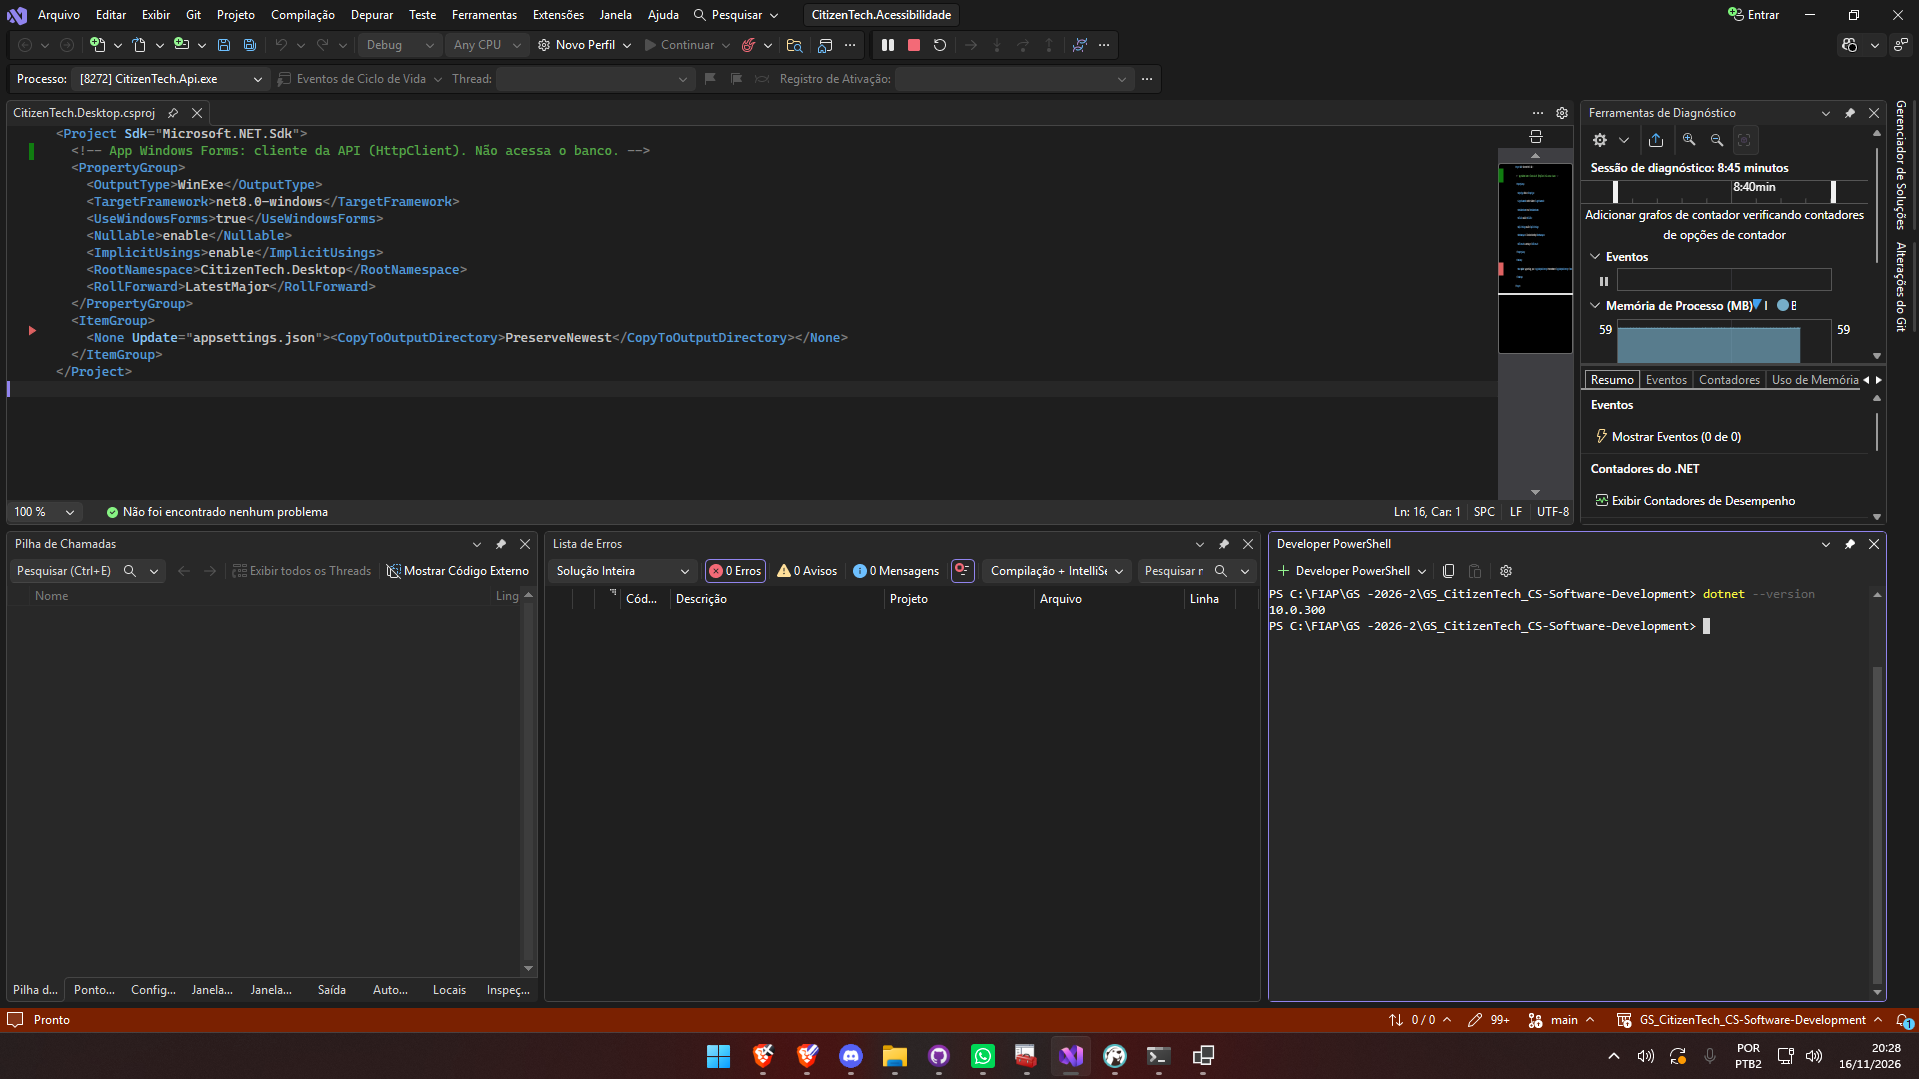 Arquivo Editar Exibir Git Projeto Compilação Depurar Teste Ferramentas Extensões Janela Ajuda Pesquisar CitizenTech.Acessibilidade Entrar
Debug Any CPU Novo Perfil Continuar
Processo: [8272] CitizenTech.Api.exe Eventos de Ciclo de Vida Thread: Registro de Ativação:
CitizenTech.Desktop.csproj
<Project Sdk="Microsoft.NET.Sdk">
<!-- App Windows Forms: cliente da API (HttpClient). Não acessa o banco. -->
<PropertyGroup>
<OutputType>WinExe</OutputType>
<TargetFramework>net8.0-windows</TargetFramework>
<UseWindowsForms>true</UseWindowsForms>
<Nullable>enable</Nullable>
<ImplicitUsings>enable</ImplicitUsings>
<RootNamespace>CitizenTech.Desktop</RootNamespace>
<RollForward>LatestMajor</RollForward>
</PropertyGroup>
<ItemGroup>
<None Update="appsettings.json"><CopyToOutputDirectory>PreserveNewest</CopyToOutputDirectory></None>
</ItemGroup>
</Project>
100 % Não foi encontrado nenhum problema Ln: 16, Car: 1 SPC LF UTF-8
Ferramentas de Diagnóstico
Sessão de diagnóstico: 8:45 minutos
8:40min
Adicionar grafos de contador verificando contadores
de opções de contador
Eventos
Memória de Processo (MB)
59 59
Resumo Eventos Contadores Uso de Memória
Eventos
Mostrar Eventos (0 de 0)
Contadores do .NET
Exibir Contadores de Desempenho
Gerenciador de Soluções
Alterações do Git
Pilha de Chamadas
Pesquisar (Ctrl+E) Exibir todos os Threads Mostrar Código Externo
Nome Ling
Pilha d... Ponto... Config... Janela... Janela... Saída Auto... Locais Inspeç...
Lista de Erros
Solução Inteira 0 Erros 0 Avisos 0 Mensagens Compilação + IntelliSe Pesquisar r
Cód... Descrição Projeto Arquivo Linha
Developer PowerShell
Developer PowerShell
PS C:\FIAP\GS -2026-2\GS_CitizenTech_CS-Software-Development> dotnet --version
10.0.300
PS C:\FIAP\GS -2026-2\GS_CitizenTech_CS-Software-Development>
Pronto 0 / 0 99+ main GS_CitizenTech_CS-Software-Development 1
POR
PTB2
20:28
16/11/2026